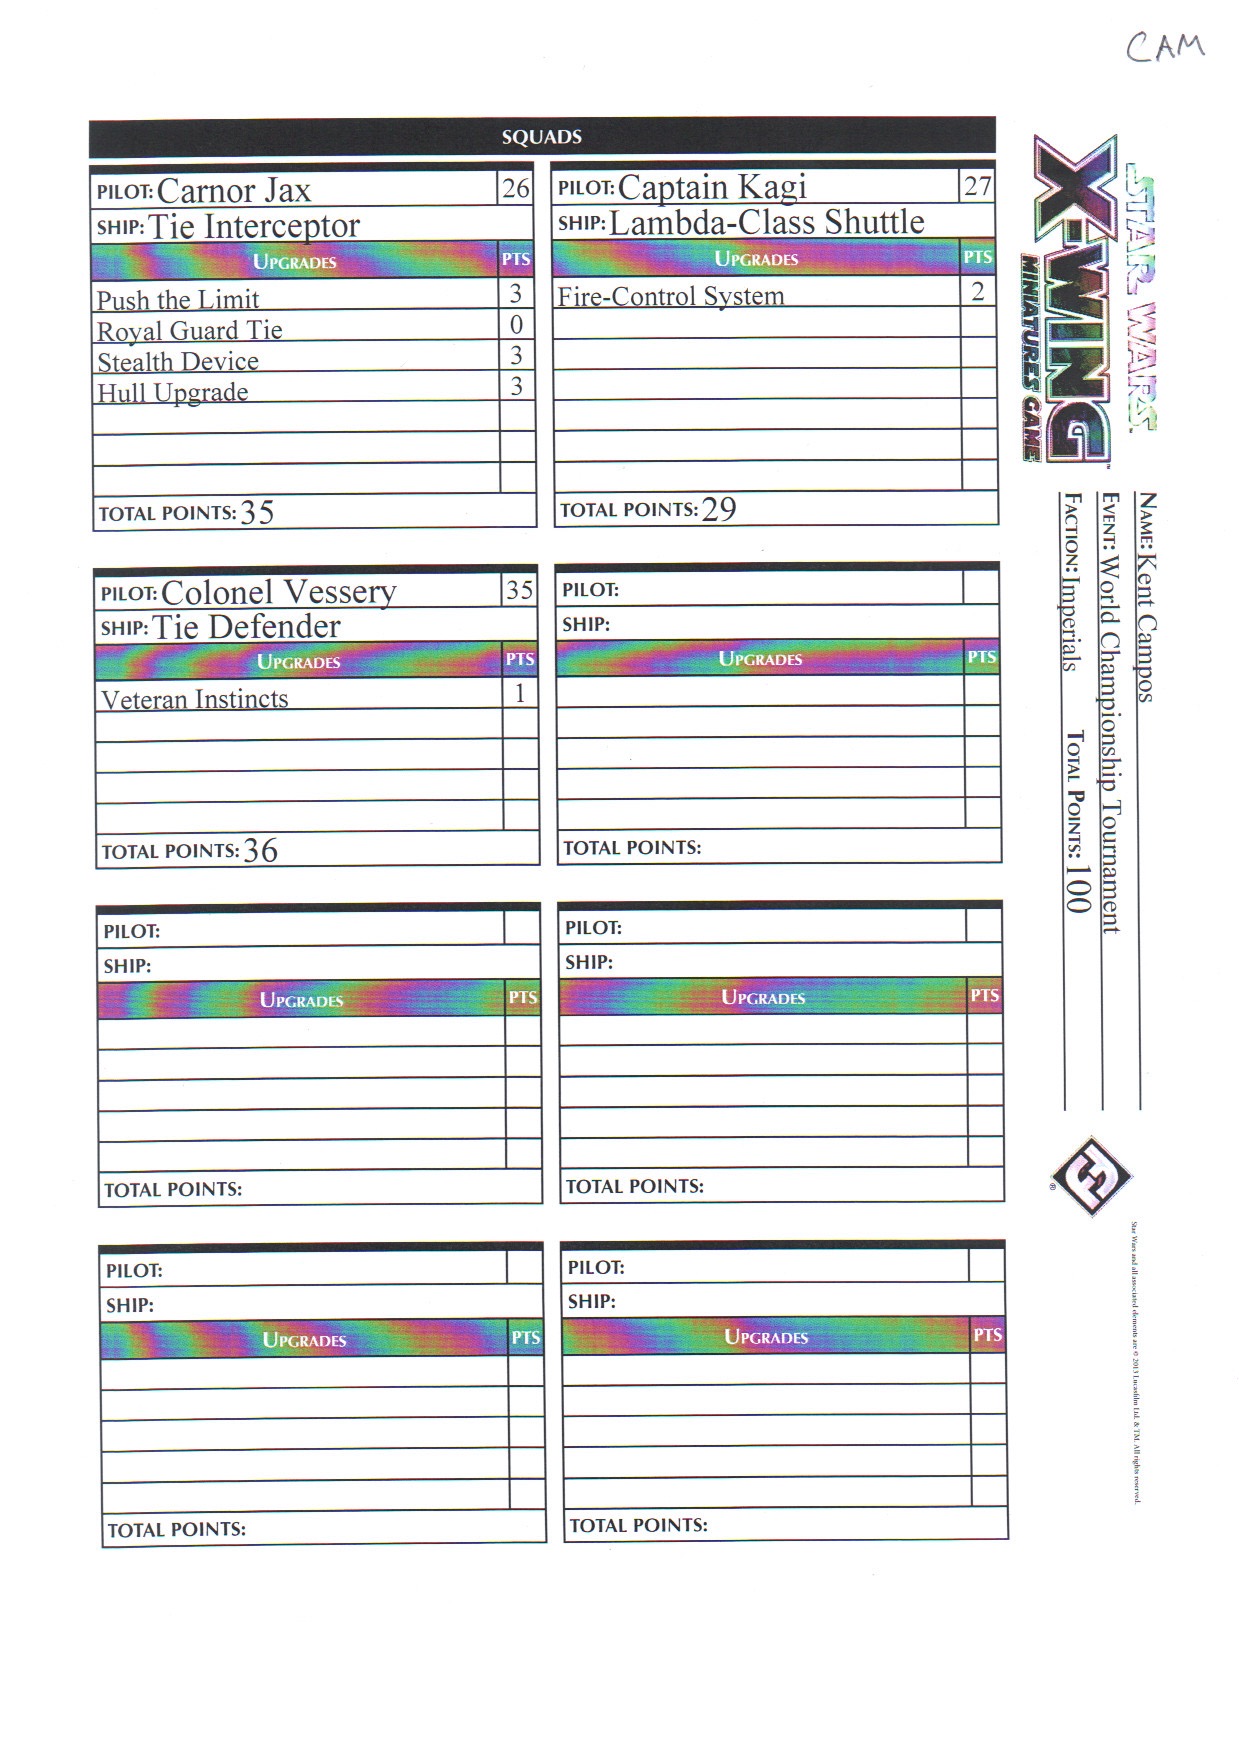 CAM
SQUADS
PILOT: Carnor Jax 26
SHIP: Tie Interceptor
UPGRADES PTS
Push the Limit 3
Royal Guard Tie 0
Stealth Device 3
Hull Upgrade 3
TOTAL POINTS: 35
PILOT: Captain Kagi 27
SHIP: Lambda-Class Shuttle
UPGRADES PTS
Fire-Control System 2
TOTAL POINTS: 29
PILOT: Colonel Vessery 35
SHIP: Tie Defender
UPGRADES PTS
Veteran Instincts 1
TOTAL POINTS: 36
PILOT:
SHIP:
UPGRADES PTS
TOTAL POINTS:
PILOT:
SHIP:
UPGRADES PTS
TOTAL POINTS:
PILOT:
SHIP:
UPGRADES PTS
TOTAL POINTS:
PILOT:
SHIP:
UPGRADES PTS
TOTAL POINTS:
PILOT:
SHIP:
UPGRADES PTS
TOTAL POINTS:
STAR WARS™
X-WING™
MINIATURES GAME
NAME: Kent Campos
EVENT: World Championship Tournament
FACTION: Imperials TOTAL POINTS: 100
®
Star Wars and all associated elements are © 2013 Lucasfilm Ltd. & TM. All rights reserved.